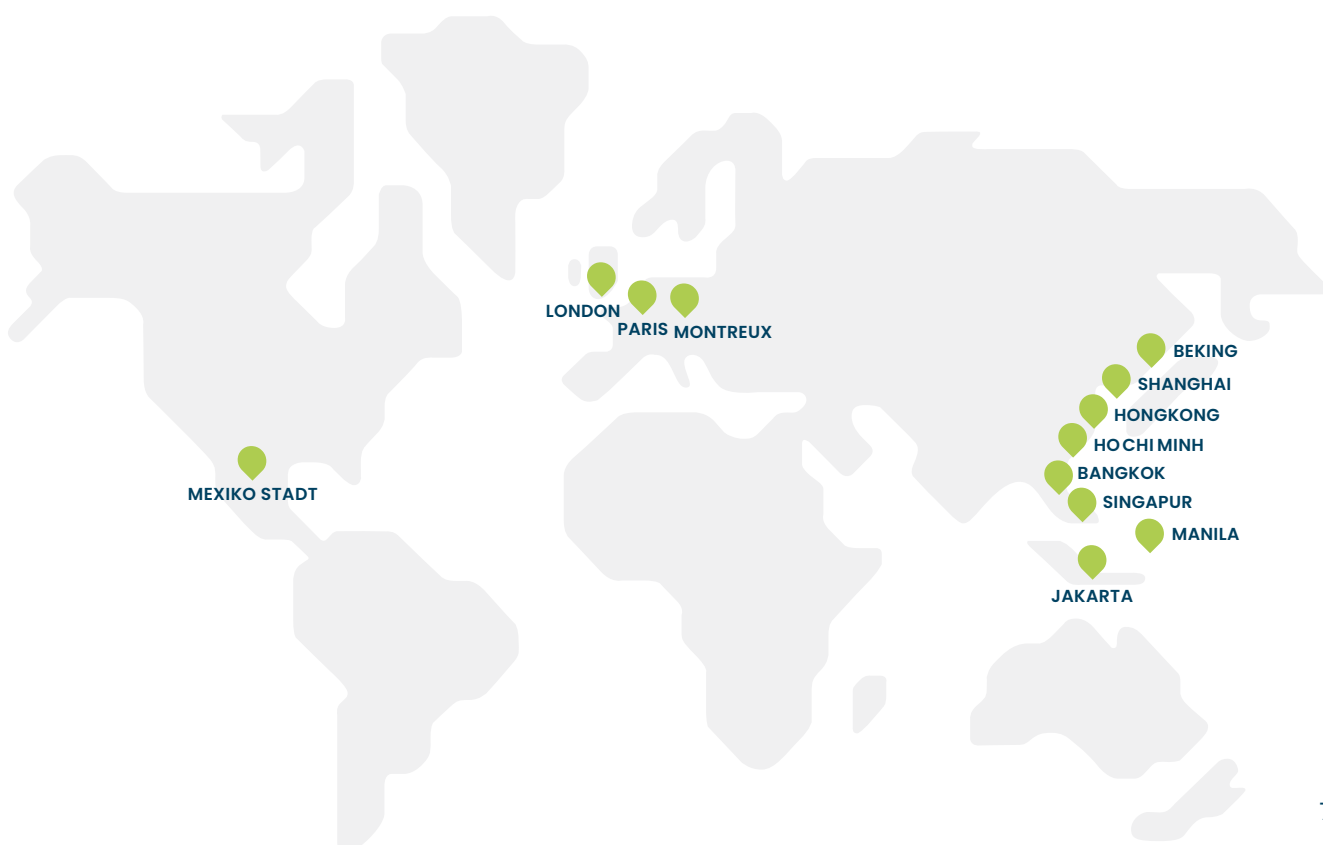 LONDON
PARIS
MONTREUX
BEKING
SHANGHAI
HONGKONG
HO CHI MINH
MEXIKO STADT
BANGKOK
SINGAPUR
MANILA
JAKARTA